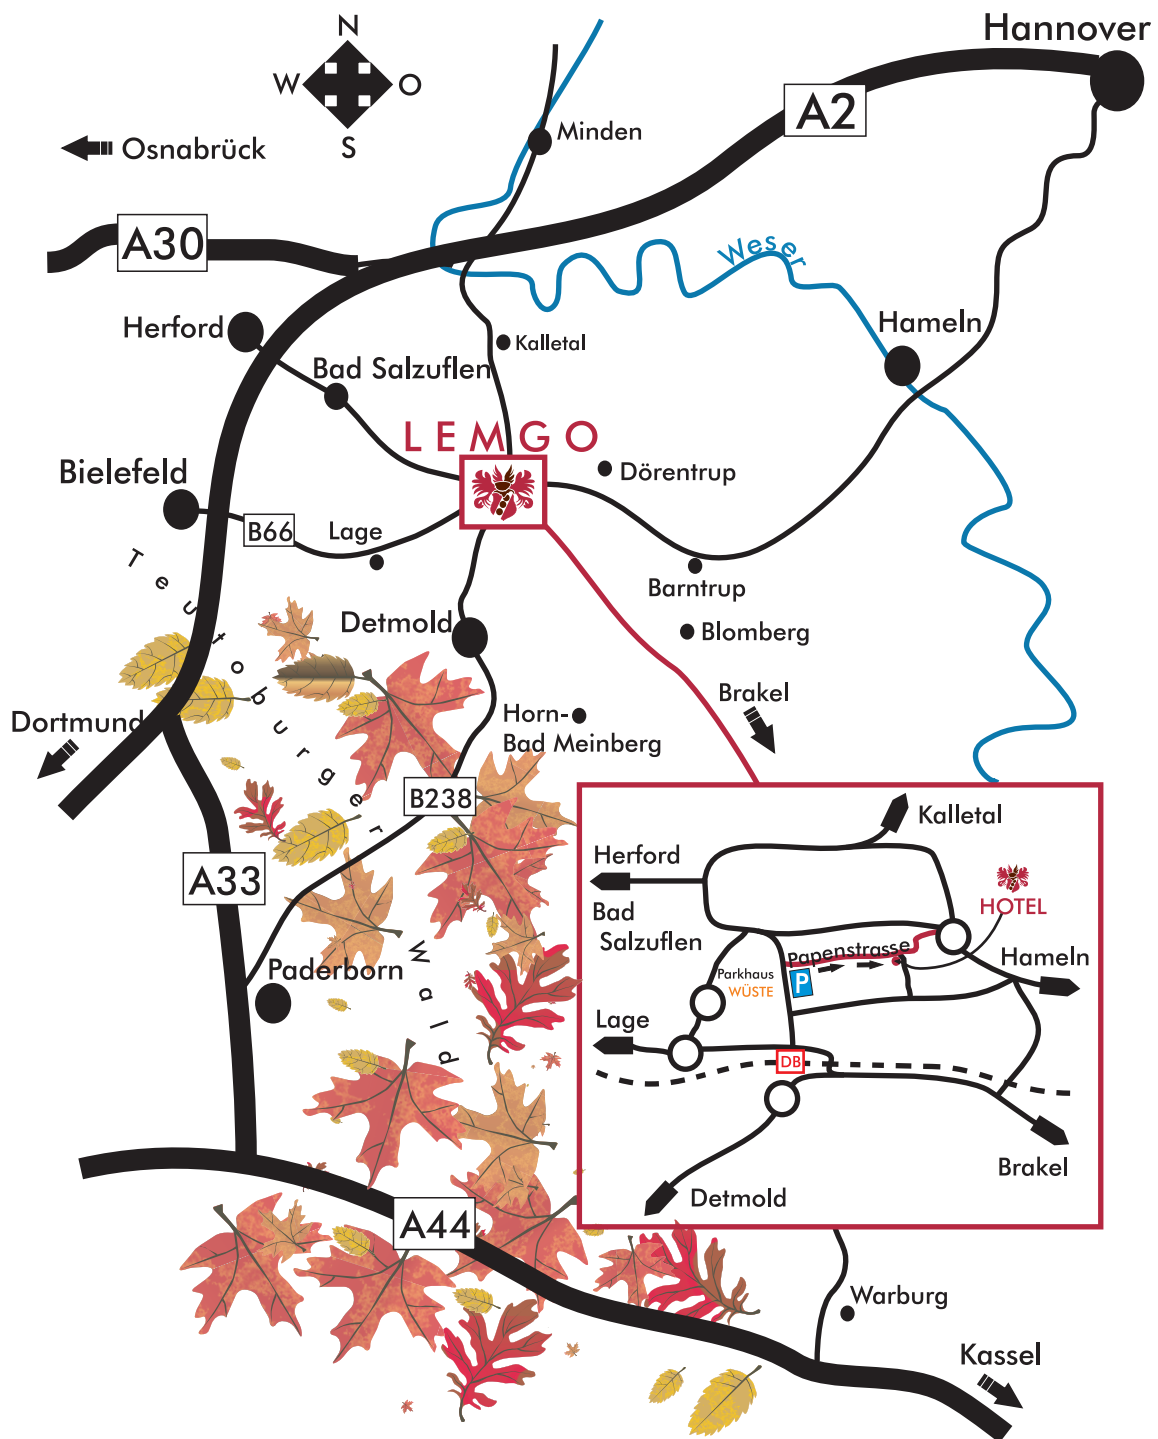 N
Hannover
W
O
A2
S
Minden
Osnabrück
A30
Weser
Herford
Hameln
Kalletal
Bad Salzuflen
LEMGO
Bielefeld
Dörentrup
B66
Lage
Barntrup
Teutoburger
Wald
Detmold
Blomberg
Brakel
Dortmund
Horn-
Bad Meinberg
B238
A33
Paderborn
A44
Warburg
Kassel
Kalletal
Herford
HOTEL
Bad
Salzuflen
Papenstrasse
Hameln
Parkhaus
WÜSTE
P
Lage
DB
Brakel
Detmold